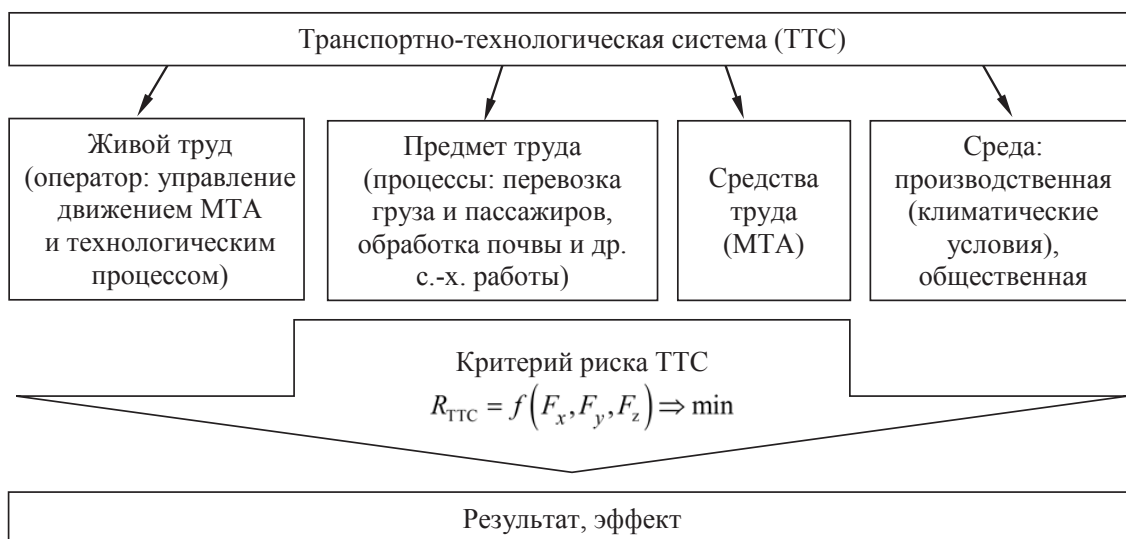 Транспортно-технологическая система (ТТС)
Живой труд
(оператор: управление
движением МТА
и технологическим
процессом)
Предмет труда
(процессы: перевозка
груза и пассажиров,
обработка почвы и др.
с.-х. работы)
Средства
труда
(МТА)
Среда:
производственная
(климатические
условия),
общественная
Критерий риска ТТС
R_ТТС = f(F_x, F_y, F_z) ⇒ min
Результат, эффект